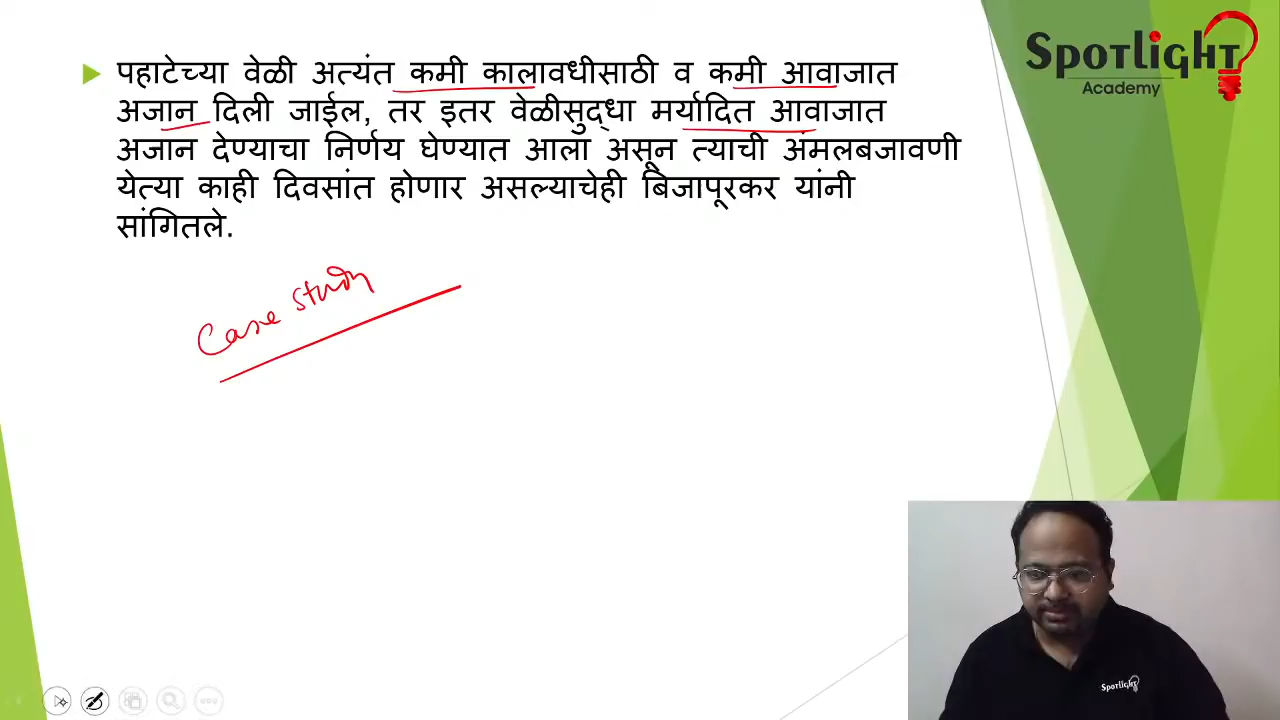 Spotlight
Academy
पहाटेच्या वेळी अत्यंत कमी कालावधीसाठी व कमी आवाजात
अजान दिली जाईल, तर इतर वेळीसुद्धा मर्यादित आवाजात
अजान देण्याचा निर्णय घेण्यात आला असून त्याची अंमलबजावणी
येत्या काही दिवसांत होणार असल्याचेही बिजापूरकर यांनी
सांगितले.
Case Study
Spotlight